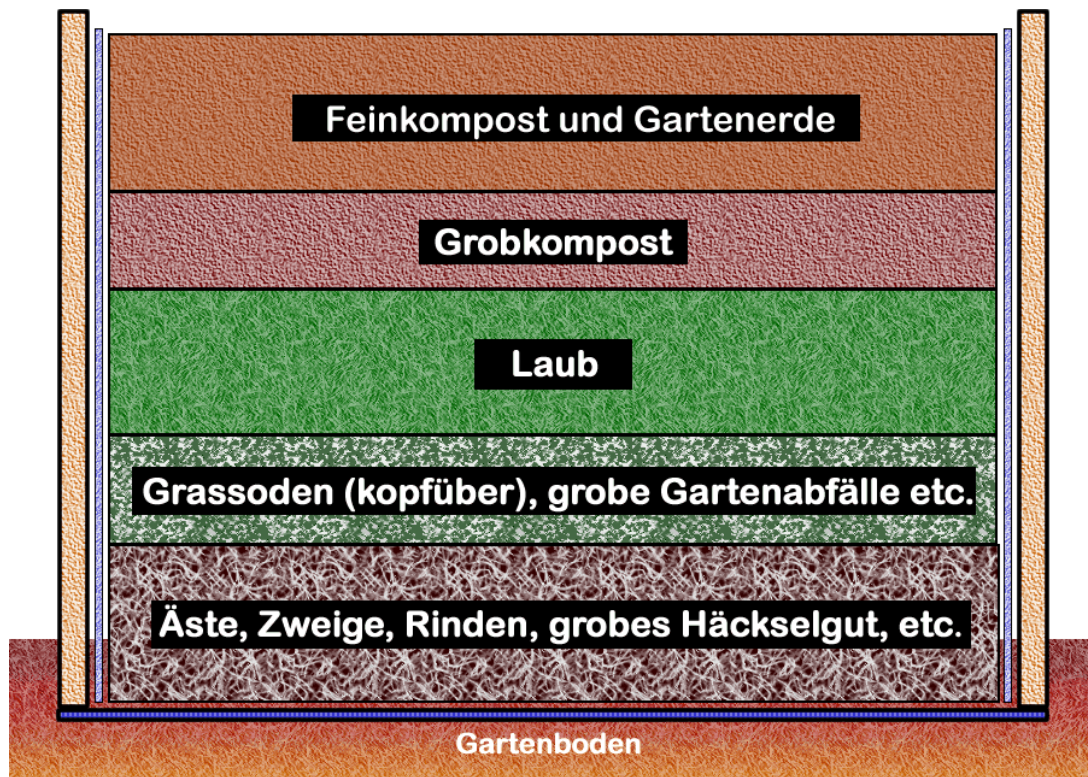 Feinkompost und Gartenerde
Grobkompost
Laub
Grassoden (kopfüber), grobe Gartenabfälle etc.
Äste, Zweige, Rinden, grobes Häckselgut, etc.
Gartenboden